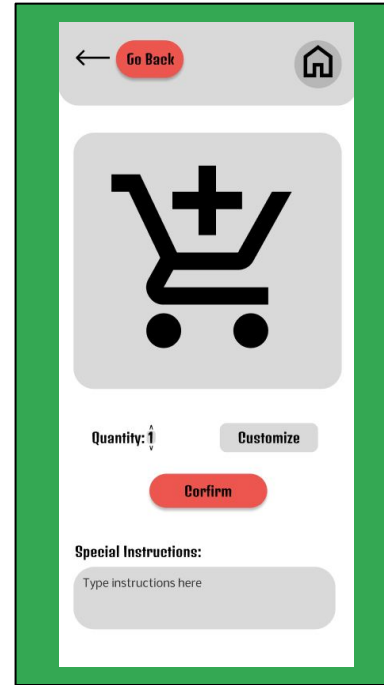 Go Back
Quantity: 1
Customize
Corfirm
Special Instructions:
Type instructions here